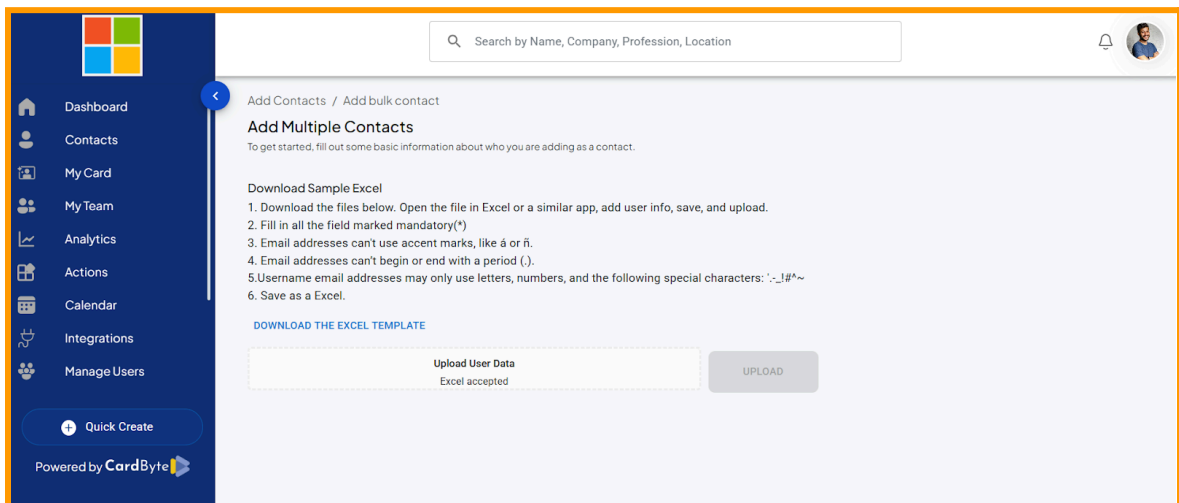 Search by Name, Company, Profession, Location
Dashboard
Contacts
My Card
My Team
Analytics
Actions
Calendar
Integrations
Manage Users
Quick Create
Powered by CardByte
Add Contacts / Add bulk contact
Add Multiple Contacts
To get started, fill out some basic information about who you are adding as a contact.
Download Sample Excel
1. Download the files below. Open the file in Excel or a similar app, add user info, save, and upload.
2. Fill in all the field marked mandatory(*)
3. Email addresses can't use accent marks, like á or ñ.
4. Email addresses can't begin or end with a period (.).
5.Username email addresses may only use letters, numbers, and the following special characters: '.-_!#^~
6. Save as a Excel.
DOWNLOAD THE EXCEL TEMPLATE
Upload User Data
Excel accepted
UPLOAD